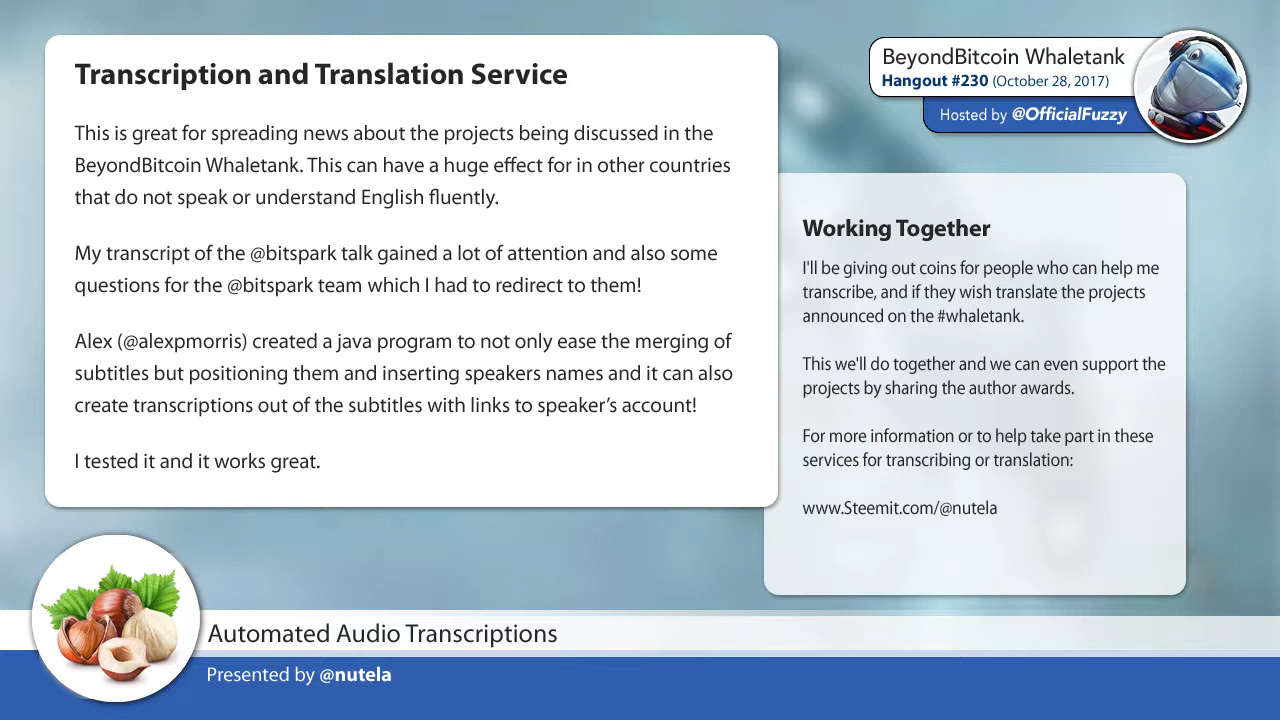 Transcription and Translation Service
This is great for spreading news about the projects being discussed in the
BeyondBitcoin Whaletank. This can have a huge effect for in other countries
that do not speak or understand English fluently.
My transcript of the @bitspark talk gained a lot of attention and also some
questions for the @bitspark team which I had to redirect to them!
Alex (@alexpmorris) created a java program to not only ease the merging of
subtitles but positioning them and inserting speakers names and it can also
create transcriptions out of the subtitles with links to speaker’s account!
I tested it and it works great.
BeyondBitcoin Whaletank
Hangout #230 (October 28, 2017)
Hosted by @OfficialFuzzy
Working Together
I'll be giving out coins for people who can help me
transcribe, and if they wish translate the projects
announced on the #whaletank.
This we'll do together and we can even support the
projects by sharing the author awards.
For more information or to help take part in these
services for transcribing or translation:
www.Steemit.com/@nutela
Automated Audio Transcriptions
Presented by @nutela